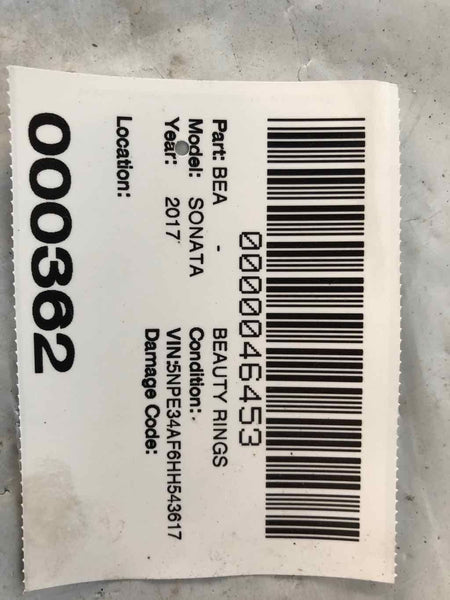 0000046453
Part: BEA - BEAUTY RINGS
Model: SONATA Condition:-
Year: 2017 VIN:5NPE34AF6HH543617
Damage Code:
Location:
000362